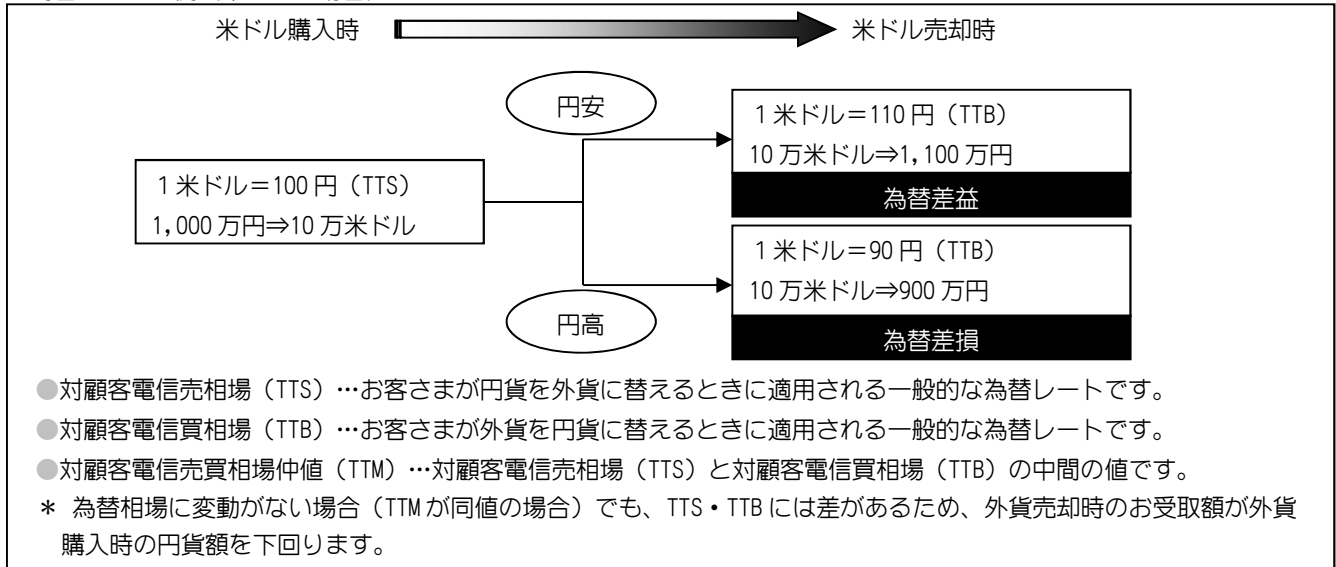 米ドル購入時
米ドル売却時
円安
1米ドル＝110円（TTB）
10万米ドル⇒1,100万円
為替差益
1米ドル＝100円（TTS）
1,000万円⇒10万米ドル
1米ドル＝90円（TTB）
10万米ドル⇒900万円
為替差損
円高
●対顧客電信売相場（TTS）…お客さまが円貨を外貨に替えるときに適用される一般的な為替レートです。
●対顧客電信買相場（TTB）…お客さまが外貨を円貨に替えるときに適用される一般的な為替レートです。
●対顧客電信売買相場仲値（TTM）…対顧客電信売相場（TTS）と対顧客電信買相場（TTB）の中間の値です。
＊ 為替相場に変動がない場合（TTMが同値の場合）でも、TTS・TTBには差があるため、外貨売却時のお受取額が外貨
購入時の円貨額を下回ります。